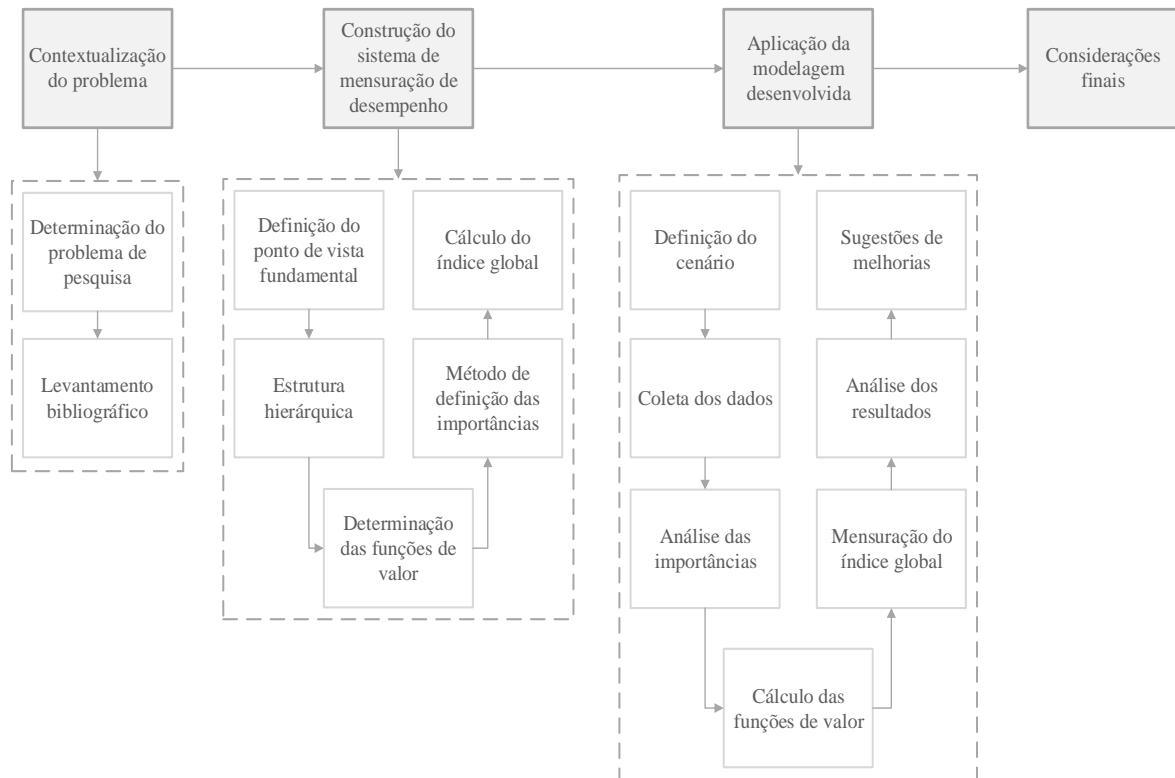 Contextualização
do problema
Construção do
sistema de
mensuração de
desempenho
Aplicação da
modelagem
desenvolvida
Considerações
finais
Determinação do
problema de
pesquisa
Levantamento
bibliográfico
Definição do
ponto de vista
fundamental
Estrutura
hierárquica
Determinação
das funções de
valor
Método de
definição das
importâncias
Cálculo do
índice global
Definição do
cenário
Coleta dos dados
Análise das
importâncias
Cálculo das
funções de valor
Mensuração do
índice global
Análise dos
resultados
Sugestões de
melhorias